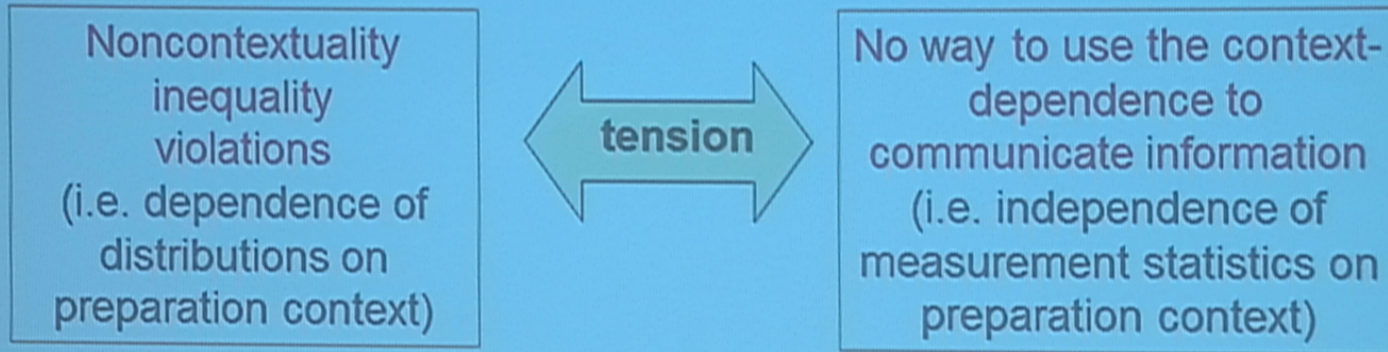 Noncontextuality
inequality
violations
(i.e. dependence of
distributions on
preparation context)
tension
No way to use the context-
dependence to
communicate information
(i.e. independence of
measurement statistics on
preparation context)